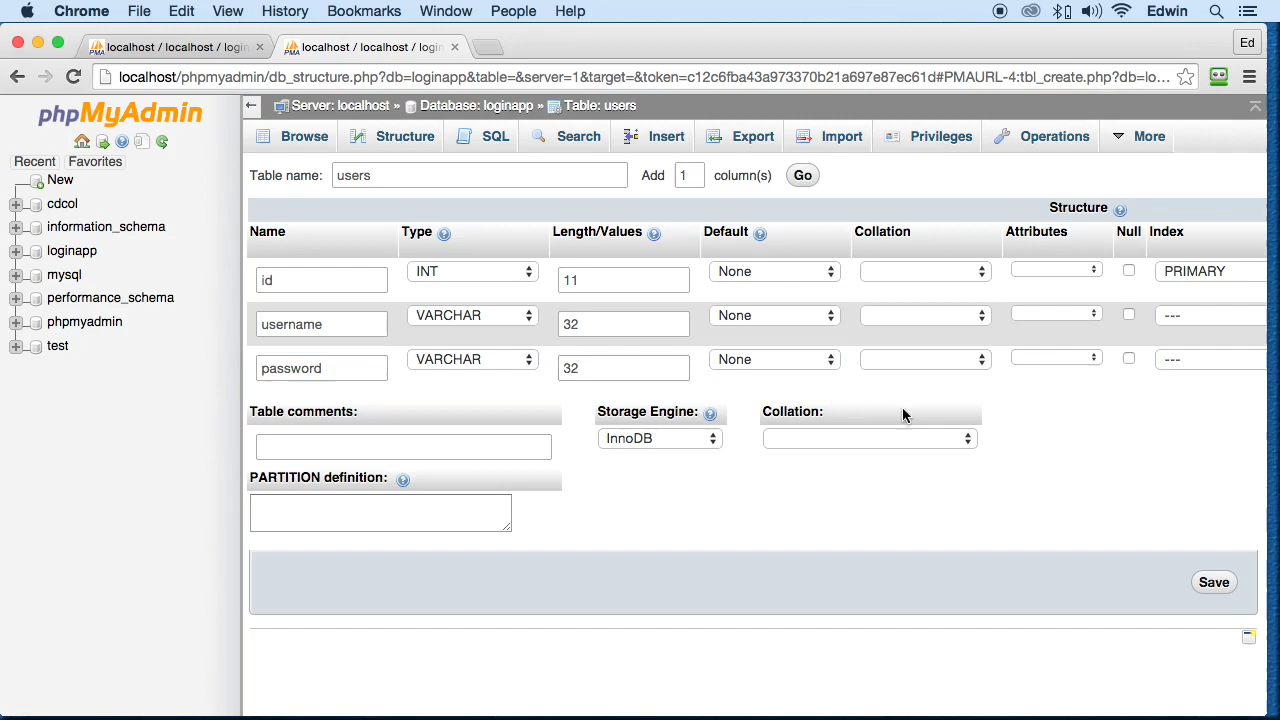 Chrome File Edit View History Bookmarks Window People Help Edwin
localhost / localhost / login localhost / localhost / login Ed
localhost/phpmyadmin/db_structure.php?db=loginapp&table=&server=1&target=&token=c12c6fba43a973370b21a697e87ec61d#PMAURL-4:tbl_create.php?db=lo...
phpMyAdmin
Recent Favorites
New
cdcol
information_schema
loginapp
mysql
performance_schema
phpmyadmin
test
Server: localhost » Database: loginapp » Table: users
Browse Structure SQL Search Insert Export Import Privileges Operations More
Table name: users Add 1 column(s) Go
Structure
Name Type Length/Values Default Collation Attributes Null Index
id INT 11 None PRIMARY
username VARCHAR 32 None ---
password VARCHAR 32 None ---
Table comments: Storage Engine: Collation:
InnoDB
PARTITION definition:
Save